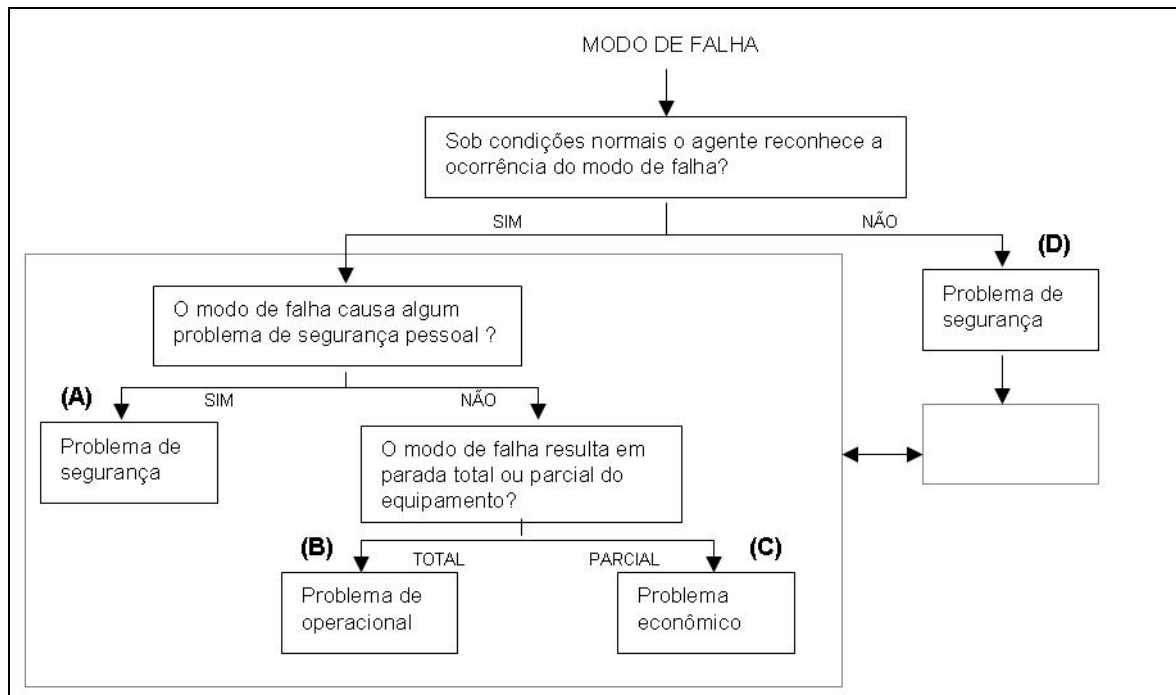 MODO DE FALHA
Sob condições normais o agente reconhece a
ocorrência do modo de falha?
SIM
NÃO
(D)
Problema de
segurança
O modo de falha causa algum
problema de segurança pessoal ?
(A)
SIM
NÃO
Problema de
segurança
O modo de falha resulta em
parada total ou parcial do
equipamento?
(B)
TOTAL
PARCIAL
(C)
Problema de
operacional
Problema
econômico